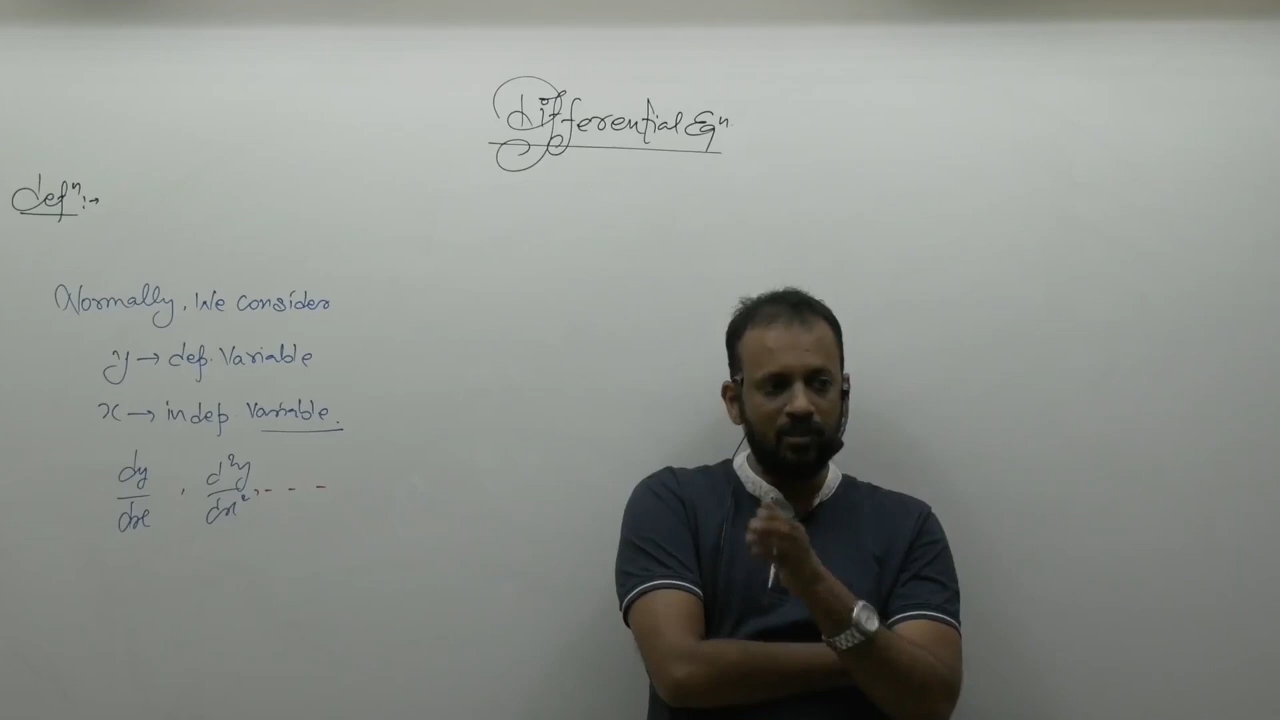 Differential Eqⁿ
defⁿ :→
Normally, We consider
y → dep. Variable
x → indep Variable.
dy/dx , d²y/dx² , - - -